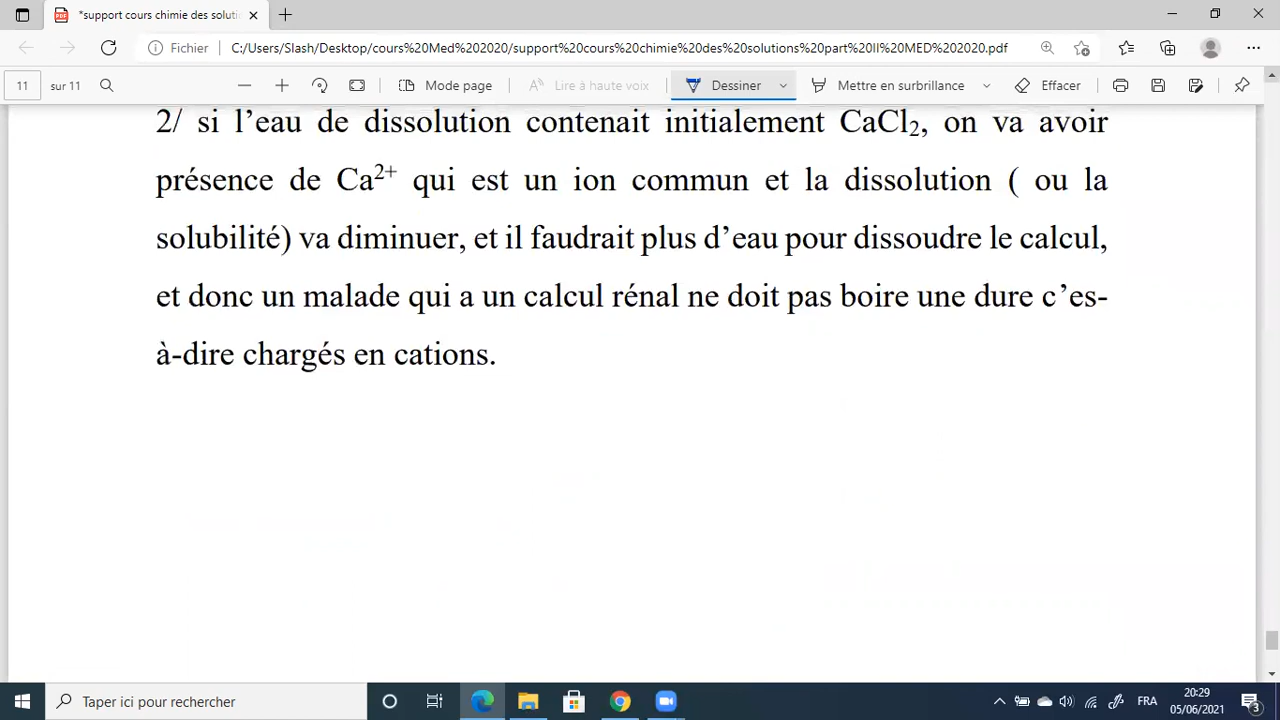 *support cours chimie des soluti
Fichier
C:/Users/Slash/Desktop/cours%20Med%202020/support%20cours%20chimie%20des%20solutions%20part%20II%20MED%202020.pdf
11 sur 11
Mode page
Lire à haute voix
Dessiner
Mettre en surbrillance
Effacer
2/ si l’eau de dissolution contenait initialement CaCl₂, on va avoir
présence de Ca²⁺ qui est un ion commun et la dissolution ( ou la
solubilité) va diminuer, et il faudrait plus d’eau pour dissoudre le calcul,
et donc un malade qui a un calcul rénal ne doit pas boire une dure c’es-
à-dire chargés en cations.
Taper ici pour rechercher
FRA
20:29
05/06/2021
3